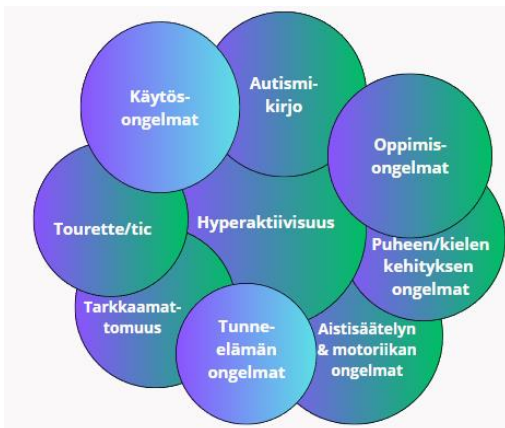 Käytös-
ongelmat
Autismi-
kirjo
Oppimis-
ongelmat
Tourette/tic
Hyperaktiivisuus
Puheen/kielen
kehityksen
ongelmat
Tarkkaamat-
tomuus
Tunne-
elämän
ongelmat
Aistisäätelyn
& motoriikan
ongelmat